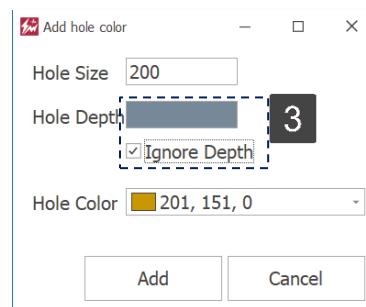 Add hole color
Hole Size 200
Hole Depth
3
Ignore Depth
Hole Color 201, 151, 0
Add Cancel